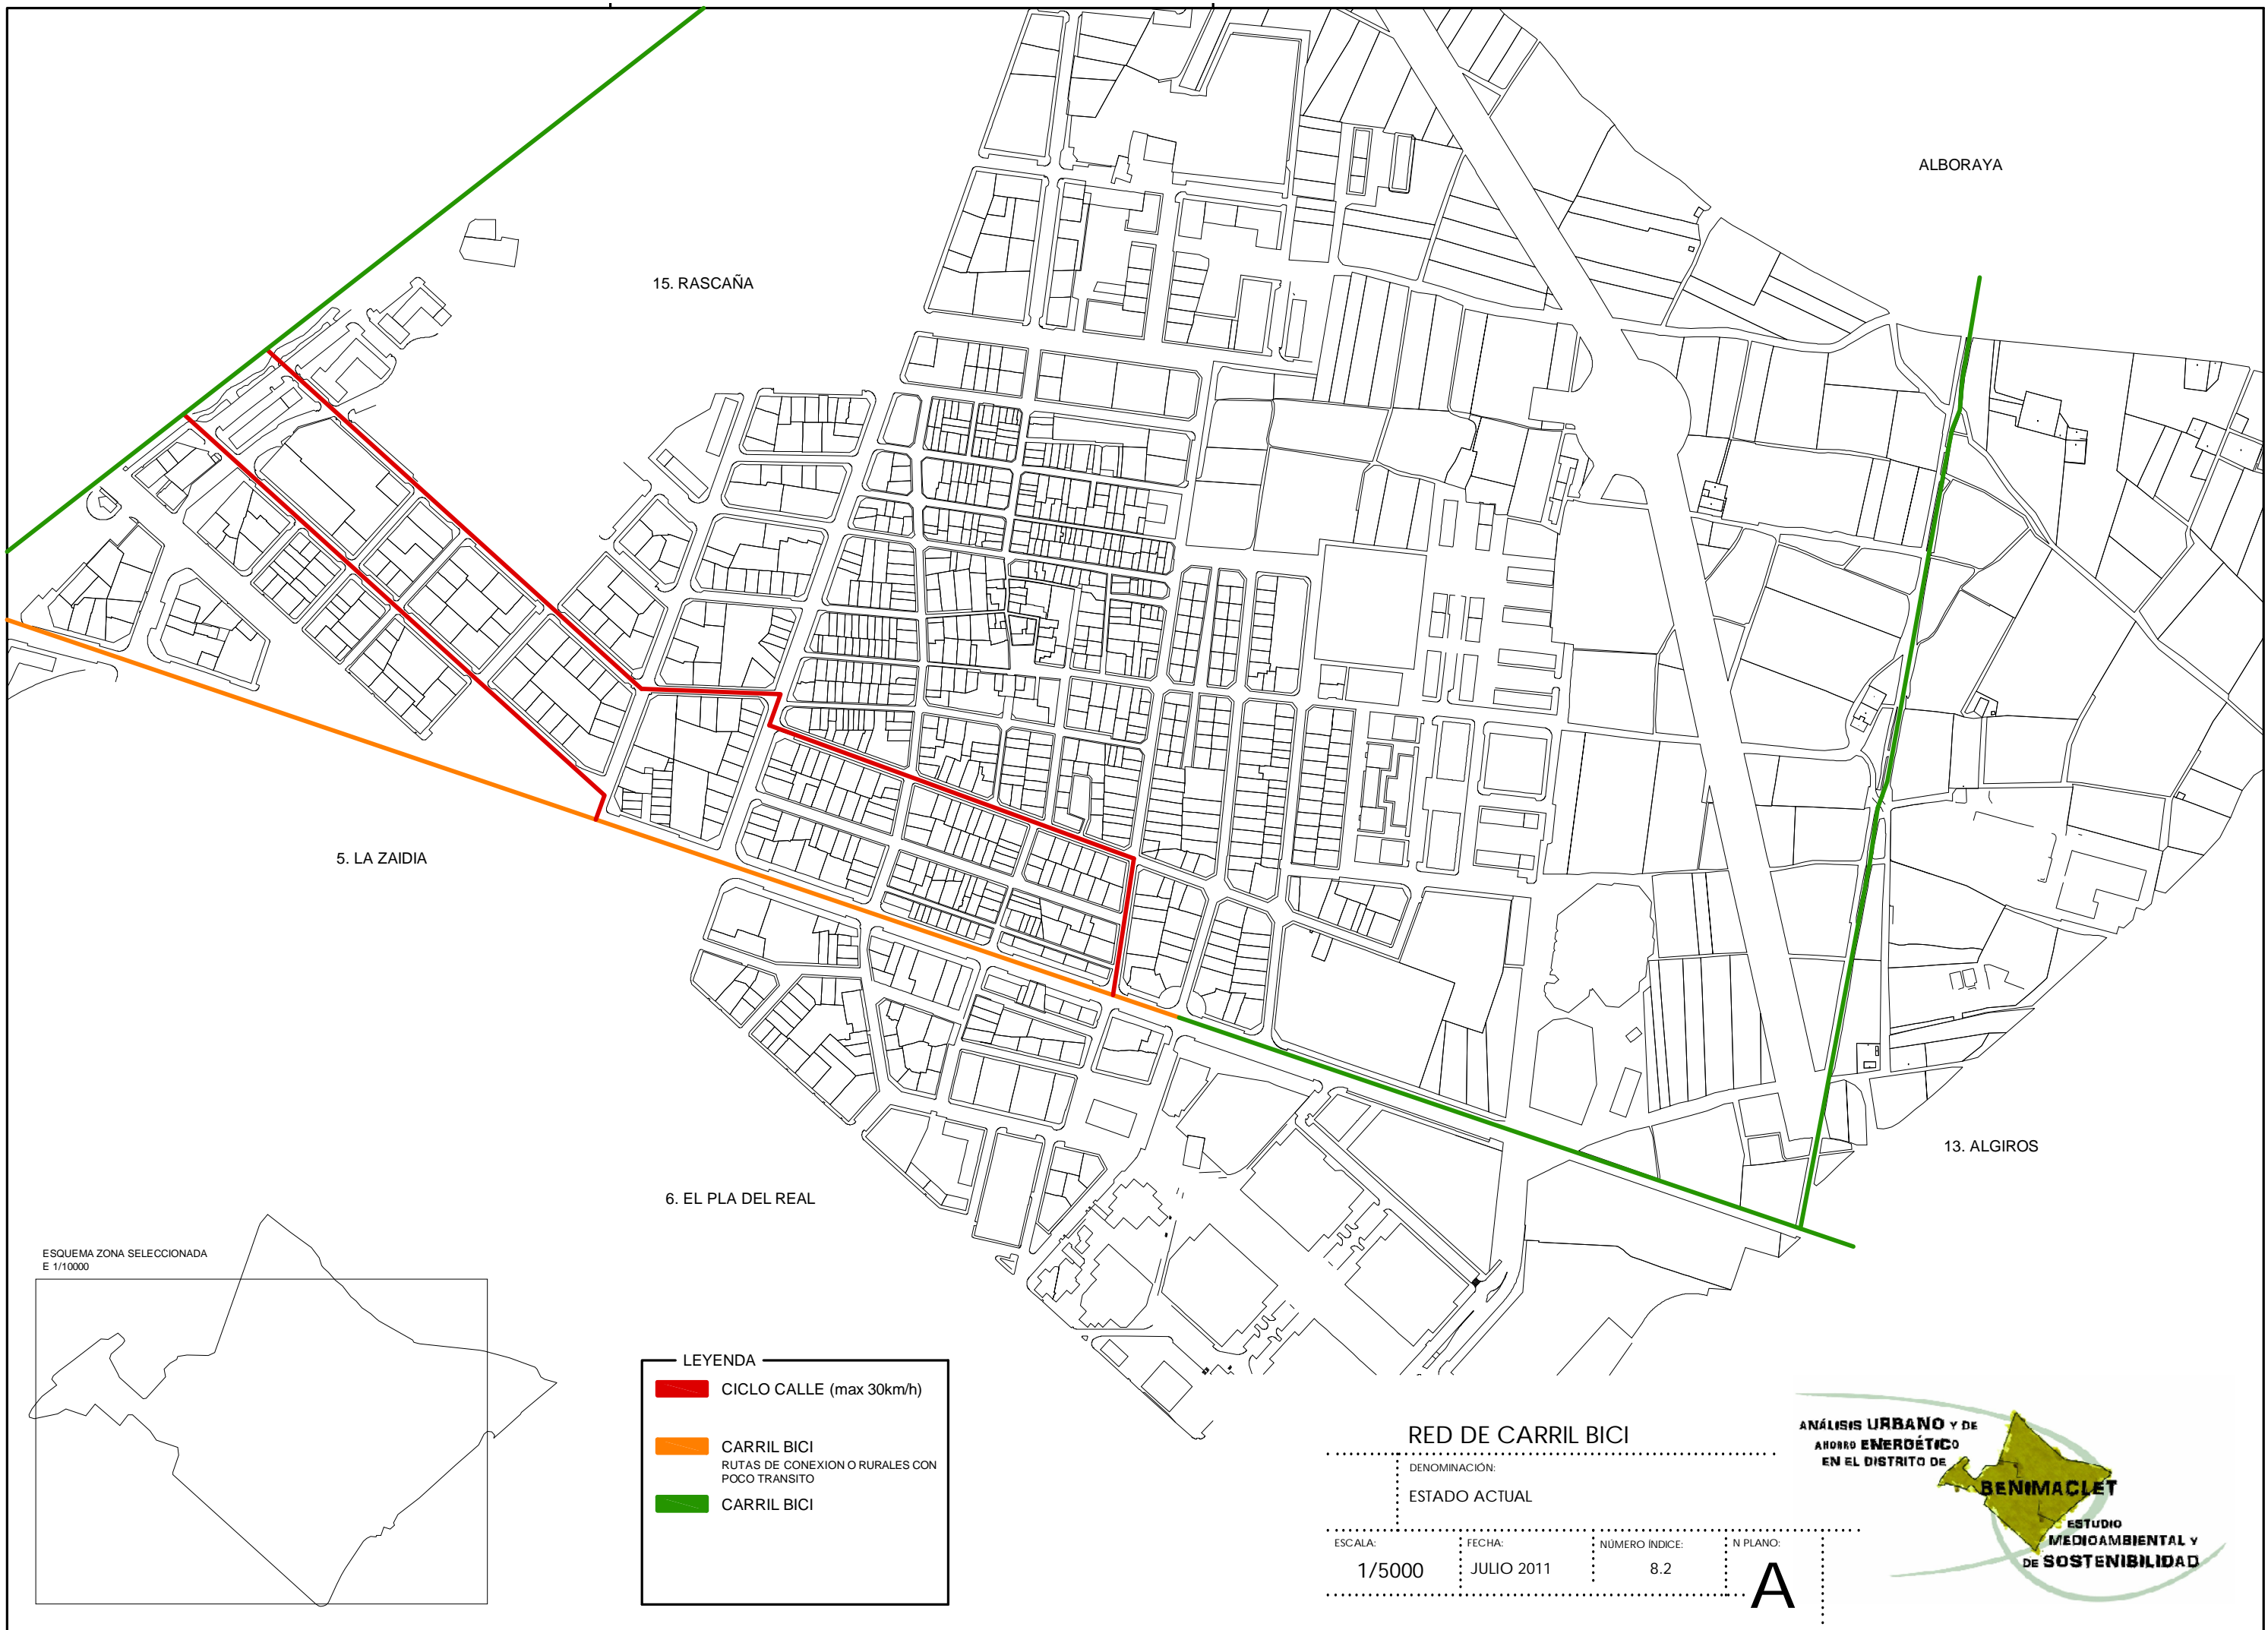 ALBORAYA
15. RASCAÑA
5. LA ZAIDIA
13. ALGIROS
6. EL PLA DEL REAL
ESQUEMA ZONA SELECCIONADA
E 1/10000
LEYENDA
CICLO CALLE (max 30km/h)
CARRIL BICI
RUTAS DE CONEXION O RURALES CON
POCO TRANSITO
CARRIL BICI
RED DE CARRIL BICI
DENOMINACIÓN:
ESTADO ACTUAL
ESCALA:
1/5000
FECHA:
JULIO 2011
NÚMERO ÍNDICE:
8.2
N PLANO:
A
ANÁLISIS URBANO Y DE
AHORRO ENERGÉTICO
EN EL DISTRITO DE
BENIMACLET
ESTUDIO
MEDIOAMBIENTAL Y
DE SOSTENIBILIDAD